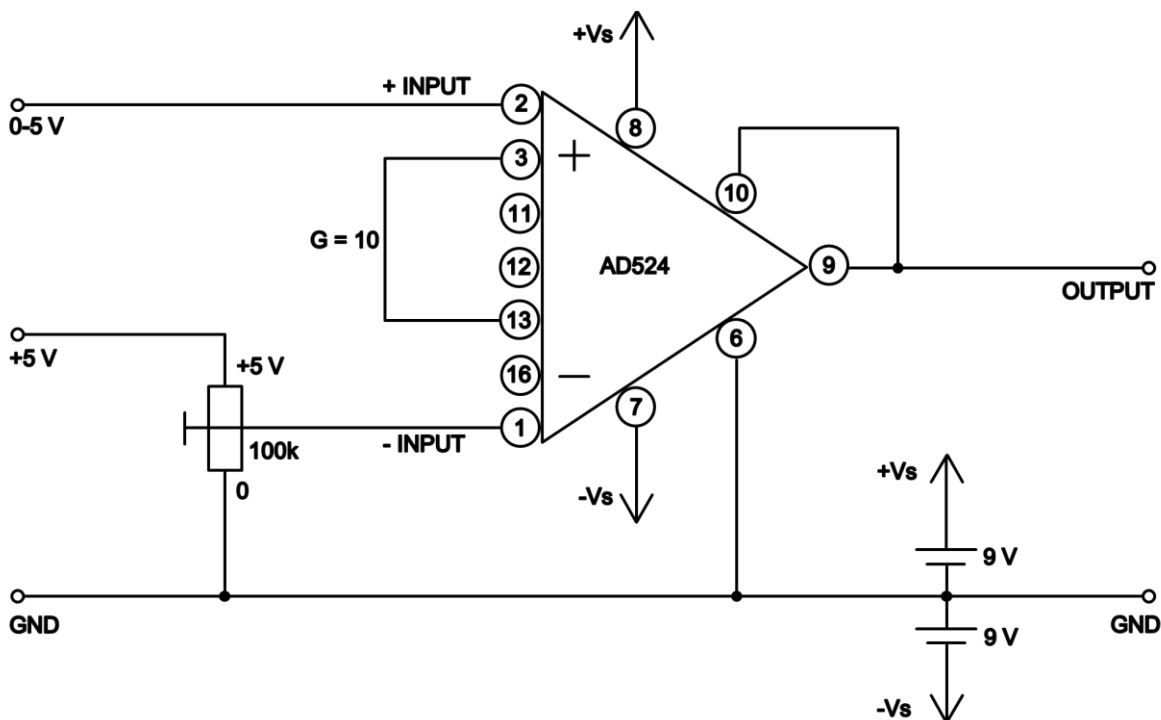 +Vs
+ INPUT
0-5 V
2
8
3
+
10
11
G = 10
12
AD524
9
OUTPUT
13
6
+5 V
+5 V
16
—
7
1
- INPUT
100k
-Vs
+Vs
0
9 V
GND
GND
9 V
-Vs